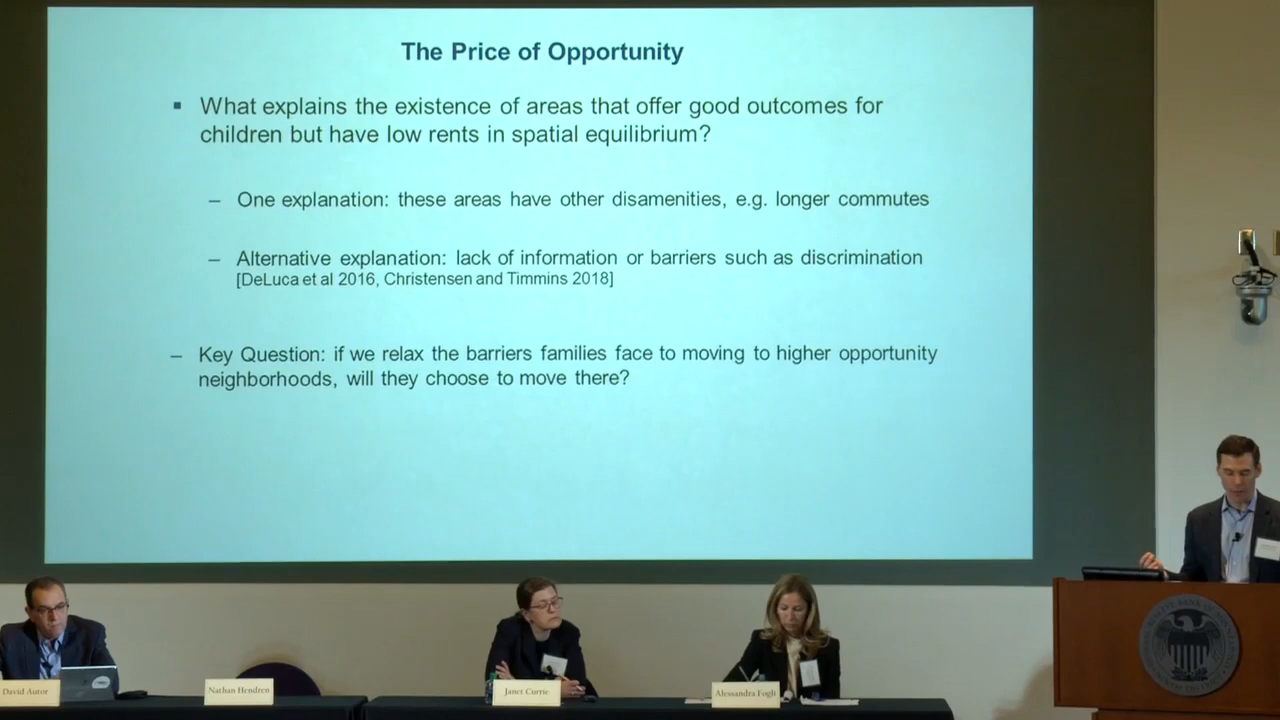 The Price of Opportunity
What explains the existence of areas that offer good outcomes for
children but have low rents in spatial equilibrium?
– One explanation: these areas have other disamenities, e.g. longer commutes
– Alternative explanation: lack of information or barriers such as discrimination
[DeLuca et al 2016, Christensen and Timmins 2018]
– Key Question: if we relax the barriers families face to moving to higher opportunity
neighborhoods, will they choose to move there?
David Autor
Nathan Hendren
Janet Currie
Alessandra Fogli